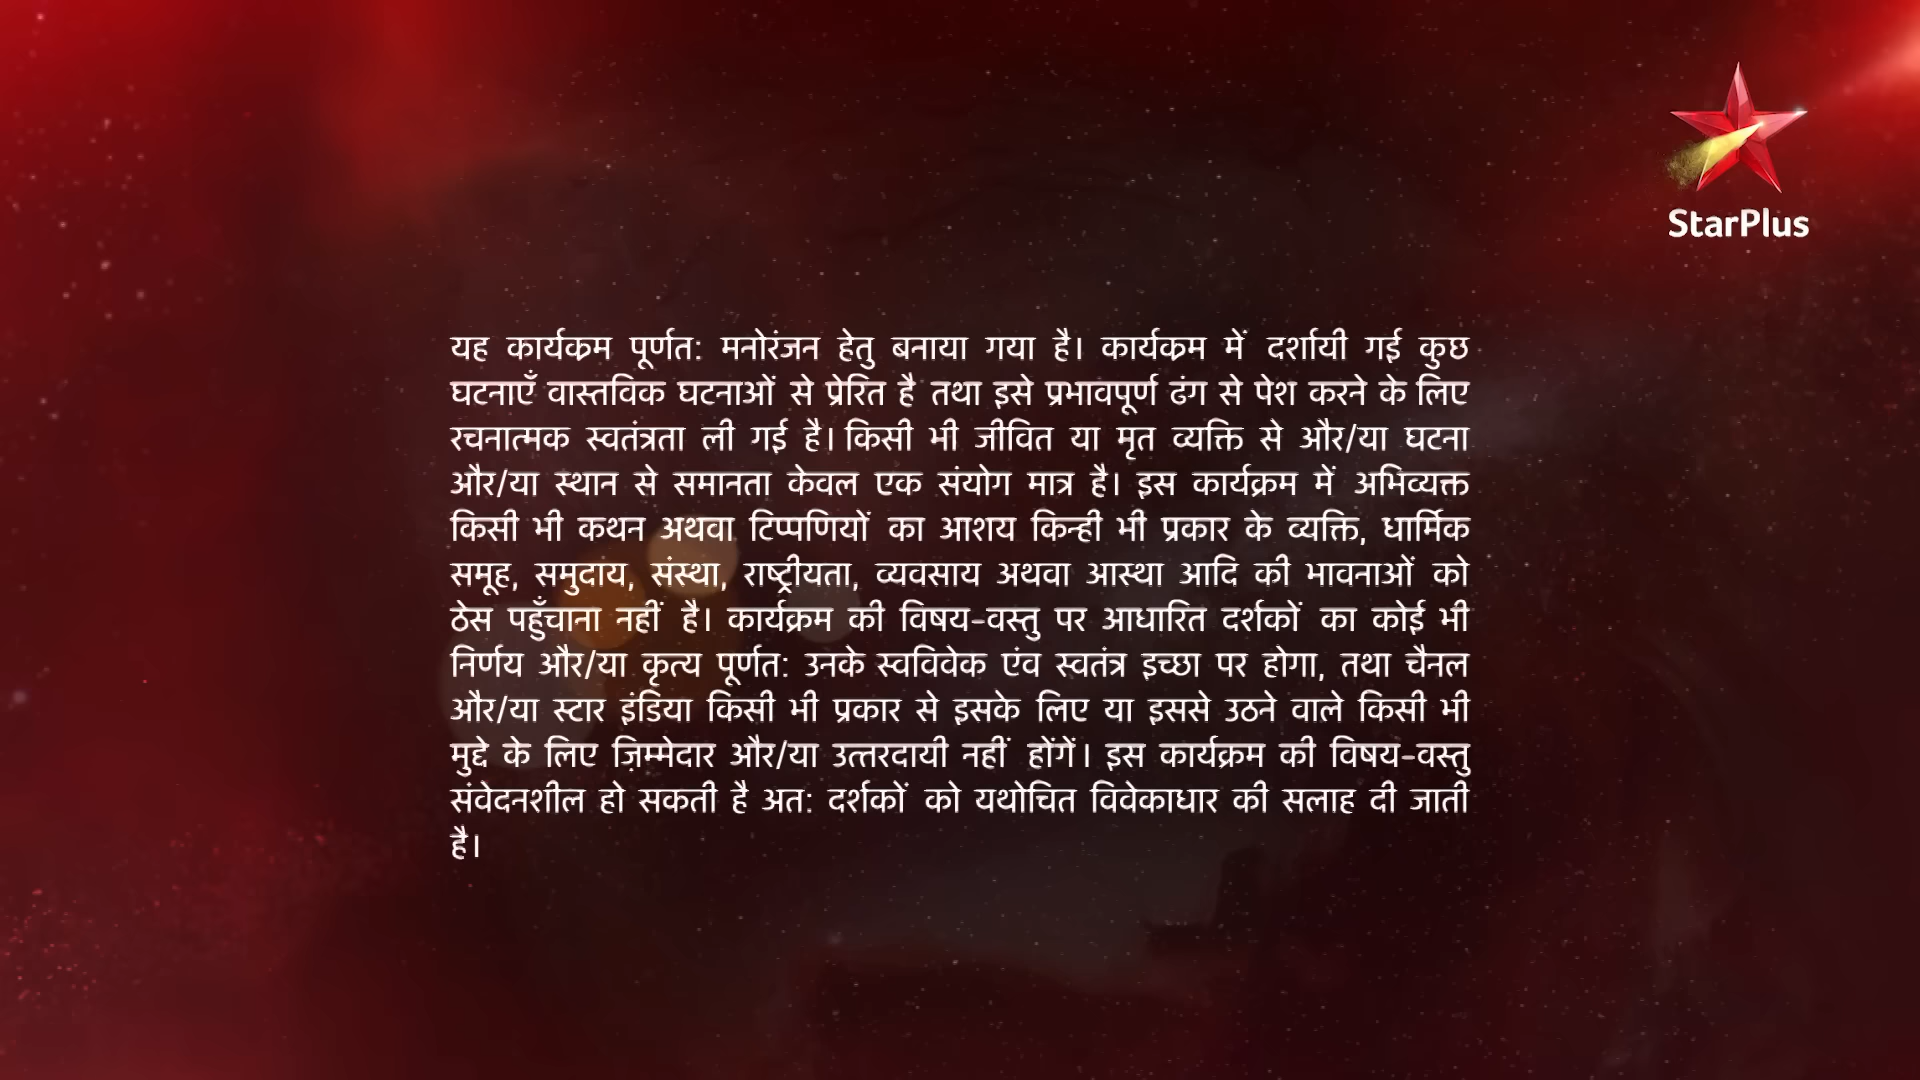 StarPlus
यह कार्यक्रम पूर्णत: मनोरंजन हेतु बनाया गया है। कार्यक्रम में दर्शायी गई कुछ
घटनाएँ वास्तविक घटनाओं से प्रेरित है तथा इसे प्रभावपूर्ण ढंग से पेश करने के लिए
रचनात्मक स्वतंत्रता ली गई है। किसी भी जीवित या मृत व्यक्ति से और/या घटना
और/या स्थान से समानता केवल एक संयोग मात्र है। इस कार्यक्रम में अभिव्यक्त
किसी भी कथन अथवा टिप्पणियों का आशय किन्ही भी प्रकार के व्यक्ति, धार्मिक
समूह, समुदाय, संस्था, राष्ट्रीयता, व्यवसाय अथवा आस्था आदि की भावनाओं को
ठेस पहुँचाना नहीं है। कार्यक्रम की विषय-वस्तु पर आधारित दर्शकों का कोई भी
निर्णय और/या कृत्य पूर्णत: उनके स्वविवेक एंव स्वतंत्र इच्छा पर होगा, तथा चैनल
और/या स्टार इंडिया किसी भी प्रकार से इसके लिए या इससे उठने वाले किसी भी
मुद्दे के लिए ज़िम्मेदार और/या उत्तरदायी नहीं होंगें। इस कार्यक्रम की विषय-वस्तु
संवेदनशील हो सकती है अत: दर्शकों को यथोचित विवेकाधार की सलाह दी जाती
है।